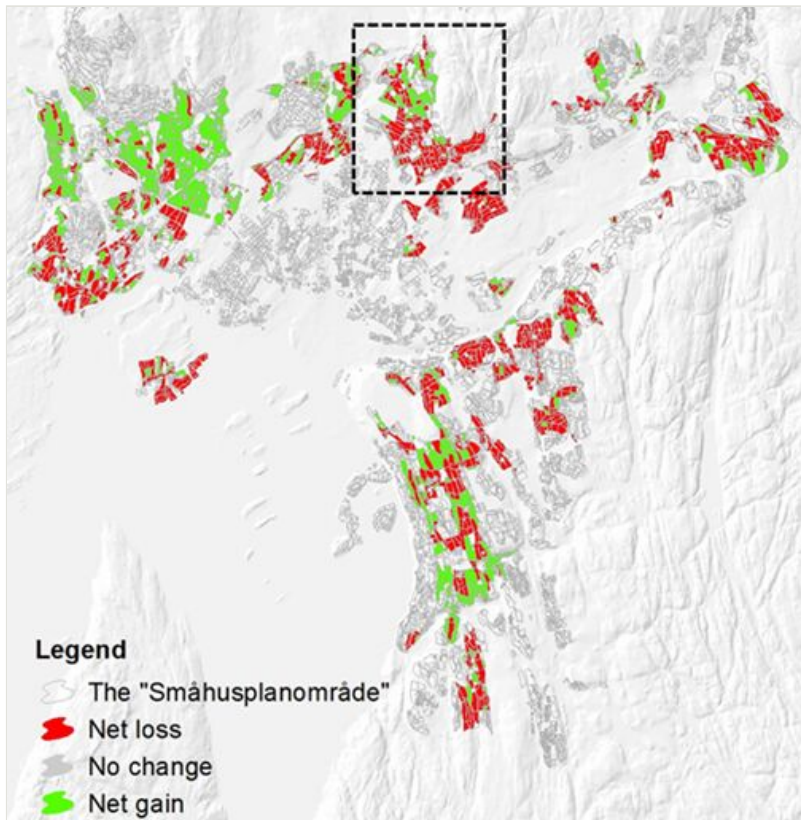 Legend
The "Småhusplanområde"
Net loss
No change
Net gain